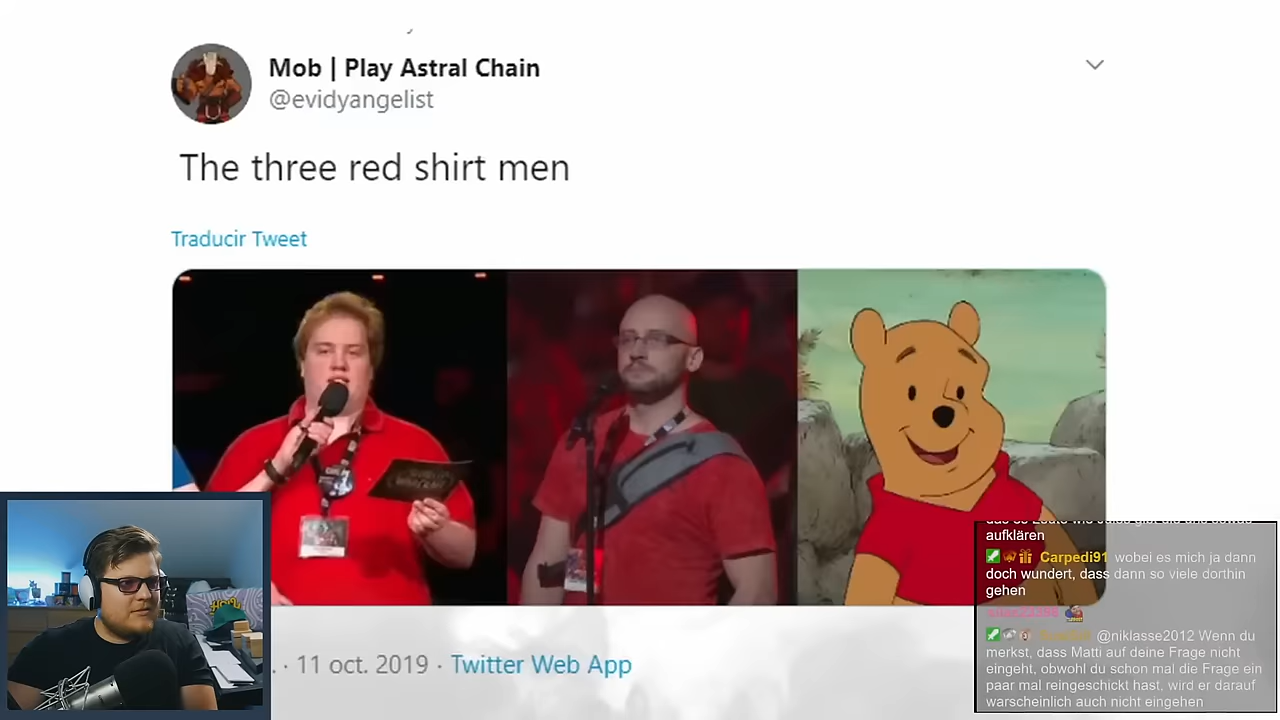 Mob | Play Astral Chain
@evidyangelist
The three red shirt men
Traducir Tweet
. · 11 oct. 2019 · Twitter Web App
aufklären
Carpedi91 wobei es mich ja dann
doch wundert, dass dann so viele dorthin
gehen
@niklasse2012 Wenn du
merkst, dass Matti auf deine Frage nicht
eingeht, obwohl du schon mal die Frage ein
paar mal reingeschickt hast, wird er darauf
warscheinlich auch nicht eingehen